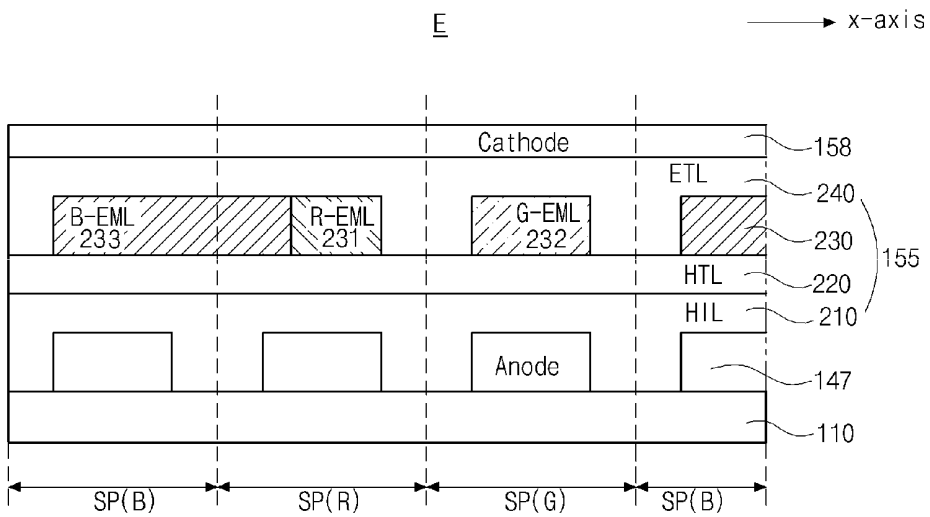 E
x-axis
Cathode
158
ETL
240
B-EML
233
R-EML
231
G-EML
232
230
155
HTL
220
HIL
210
Anode
147
110
SP(B)
SP(R)
SP(G)
SP(B)